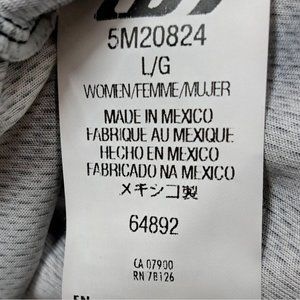 5M20824
L/G
WOMEN/FEMME/MUJER
MADE IN MEXICO
FABRIQUE AU MEXIQUE
HECHO EN MEXICO
FABRICADO NA MEXICO
メキシコ製
64892
CA 07900
RN 78126
EN